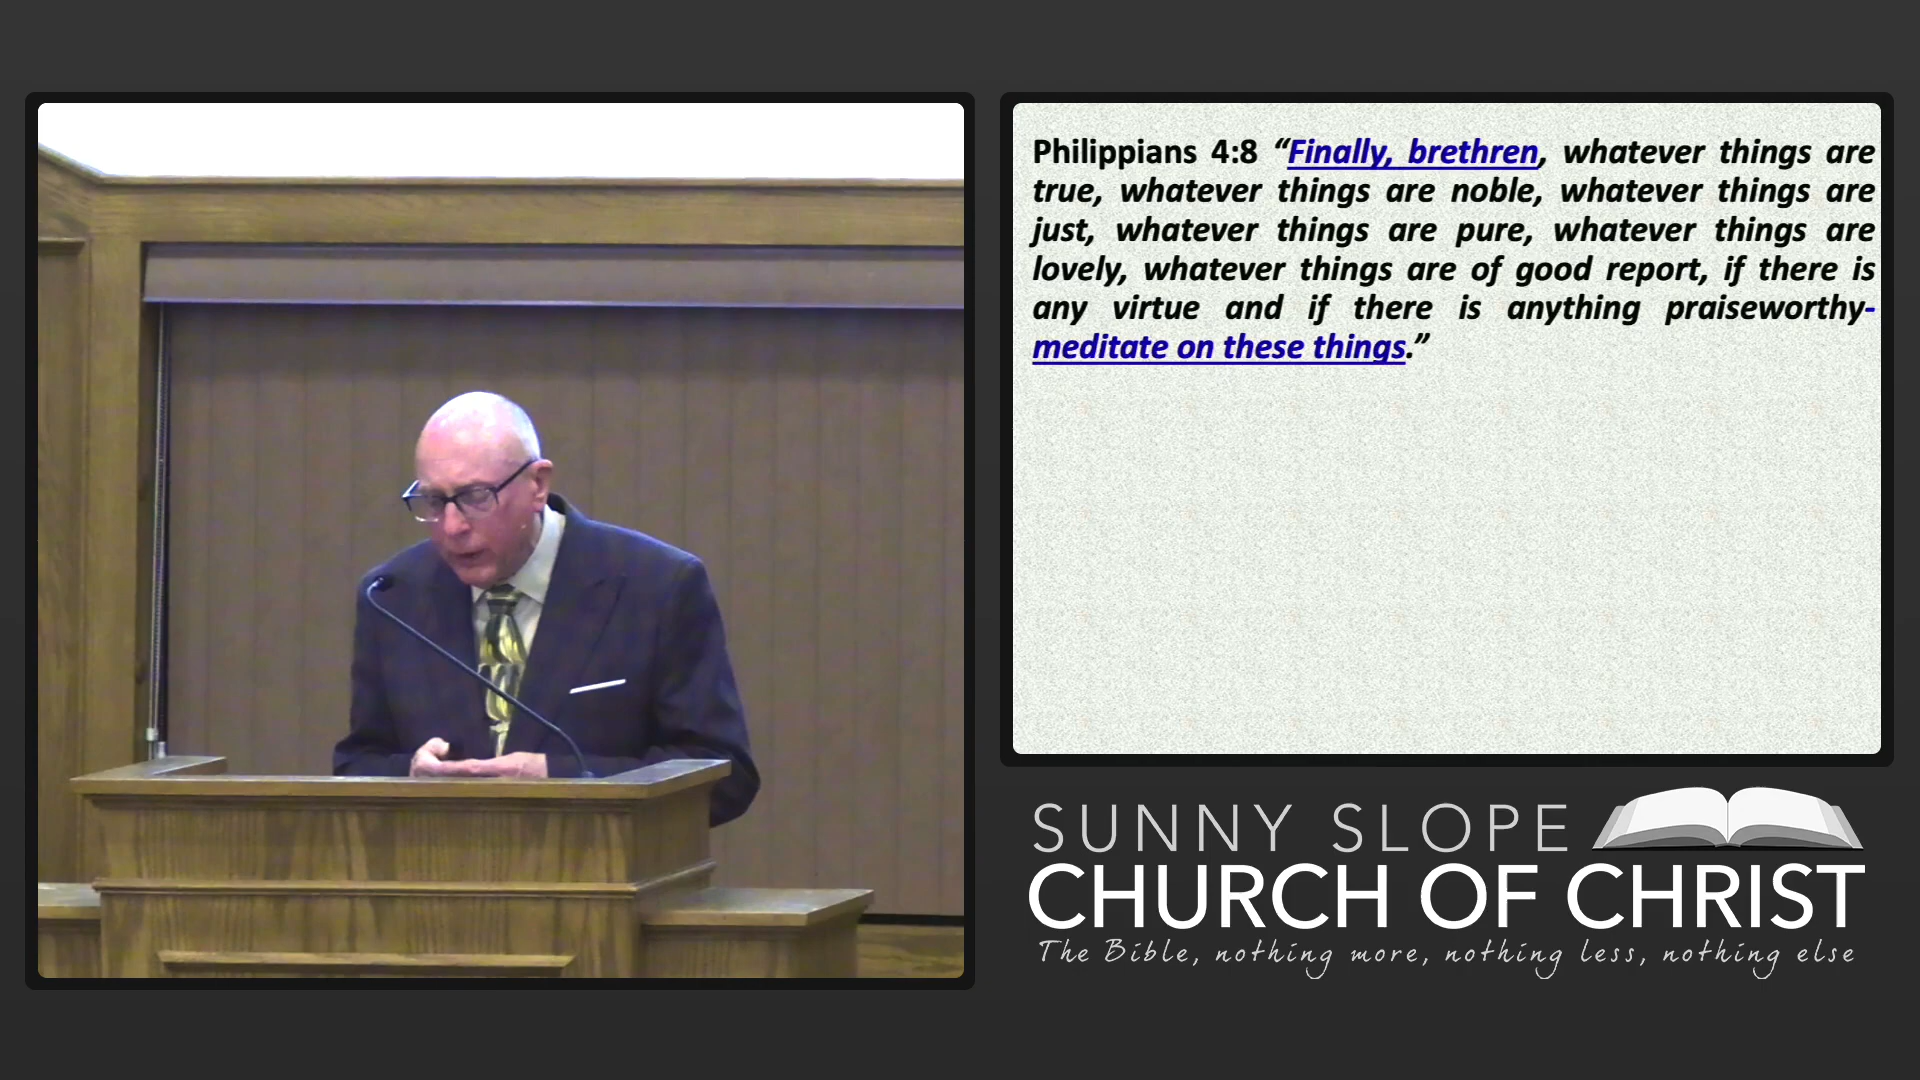 Philippians 4:8 “Finally, brethren, whatever things are
true, whatever things are noble, whatever things are
just, whatever things are pure, whatever things are
lovely, whatever things are of good report, if there is
any virtue and if there is anything praiseworthy-
meditate on these things.”
SUNNY SLOPE
CHURCH OF CHRIST
The Bible, nothing more, nothing less, nothing else